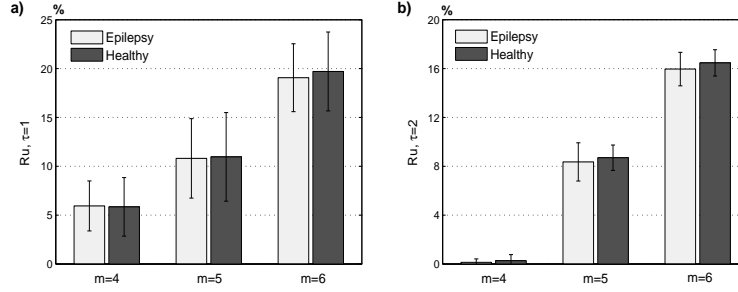 a)
%
25
20
15
10
5
0
Ru, τ=1
Epilepsy
Healthy
m=4
m=5
m=6
b)
%
20
16
12
8
4
0
Ru, τ=2
Epilepsy
Healthy
m=4
m=5
m=6